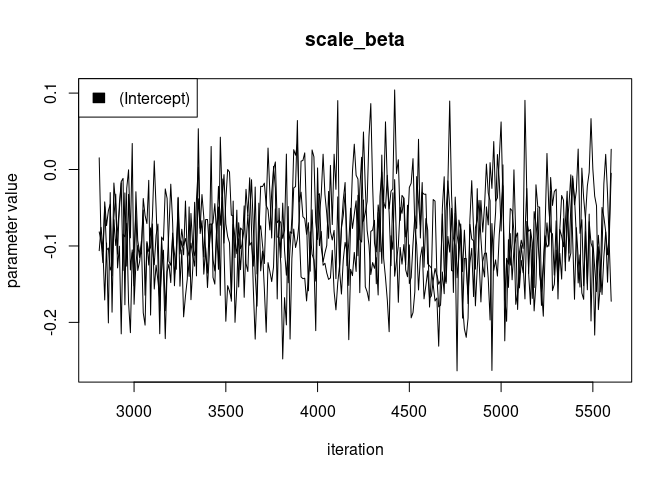 scale_beta
(Intercept)
parameter value
0.1
0.0
-0.1
-0.2
3000 3500 4000 4500 5000 5500
iteration